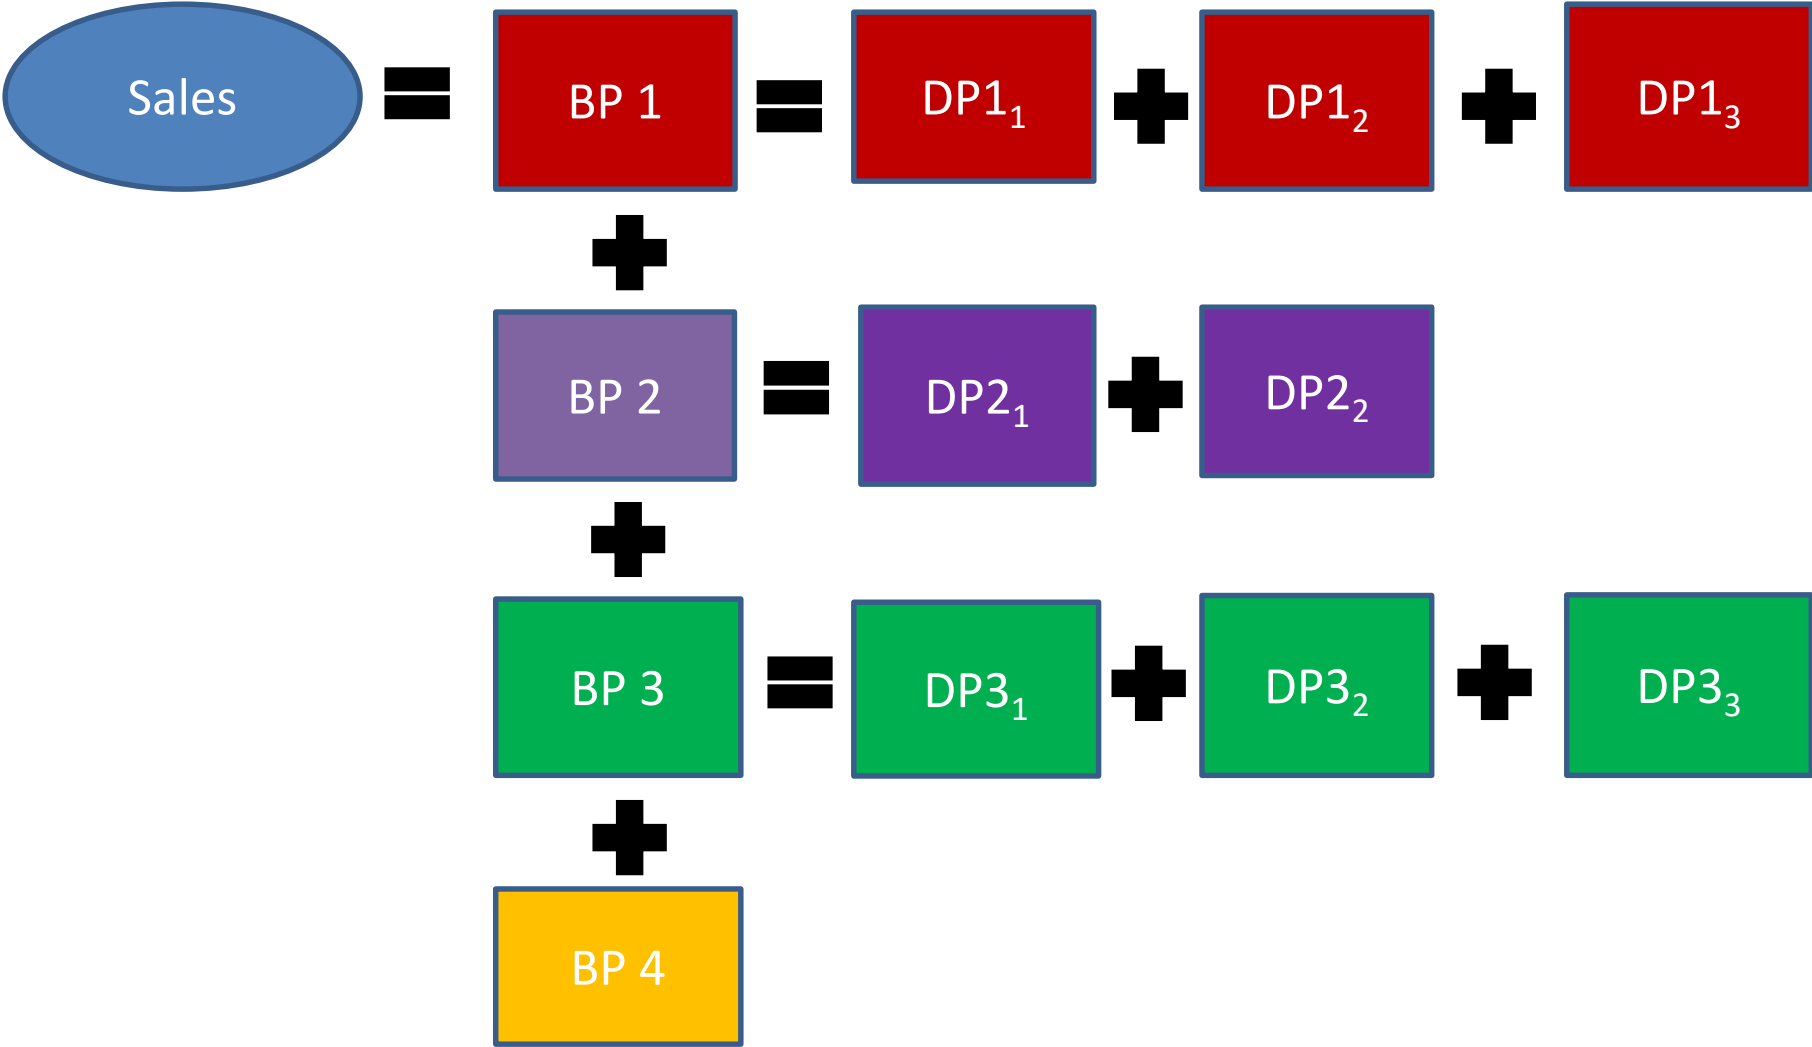 Sales = BP 1 = DP1₁ + DP1₂ + DP1₃
+
BP 2 = DP2₁ + DP2₂
+
BP 3 = DP3₁ + DP3₂ + DP3₃
+
BP 4